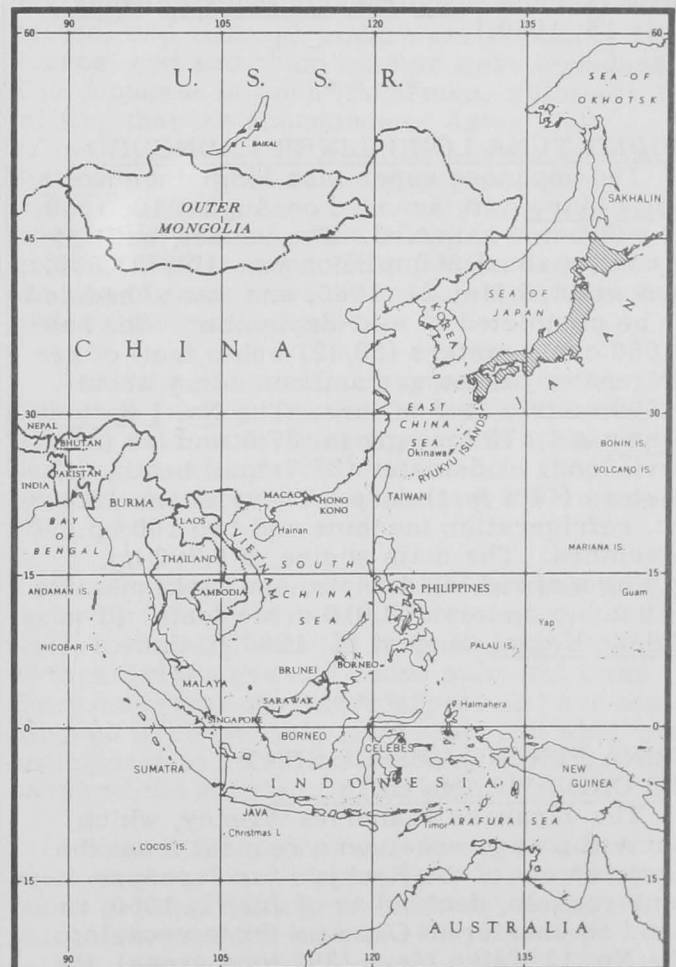 90 105 120 135
60 60
U. S. S. R.
SEA OF
OKHOTSK
L. BAIKAL
SAKHALIN
OUTER
MONGOLIA
45 45
KOREA
SEA OF
JAPAN
CHINA
JAPAN
30 30
NEPAL
BHUTAN
EAST
CHINA
SEA
Okinawa
RYUKYU ISLANDS
BONIN IS.
VOLCANO IS.
PAKISTAN
INDIA
BURMA
MACAO
HONG
KONG
TAIWAN
BAY
OF
BENGAL
LAOS
Hainan
VIETNAM
THAILAND
SOUTH
CHINA
SEA
MARIANA IS.
15 15
CAMBODIA
PHILIPPINES
Guam
ANDAMAN IS.
Yap
NICOBAR IS.
PALAU IS.
BRUNEI
BORNEO
MALAYA
SARAWAK
Halmahera
SINGAPORE
0 0
BORNEO
CELEBES
SUMATRA
INDONESIA
NEW
GUINEA
JAVA
Christmas I.
Timor
ARAFURA SEA
COCOS IS.
15 15
AUSTRALIA
90 105 120 135